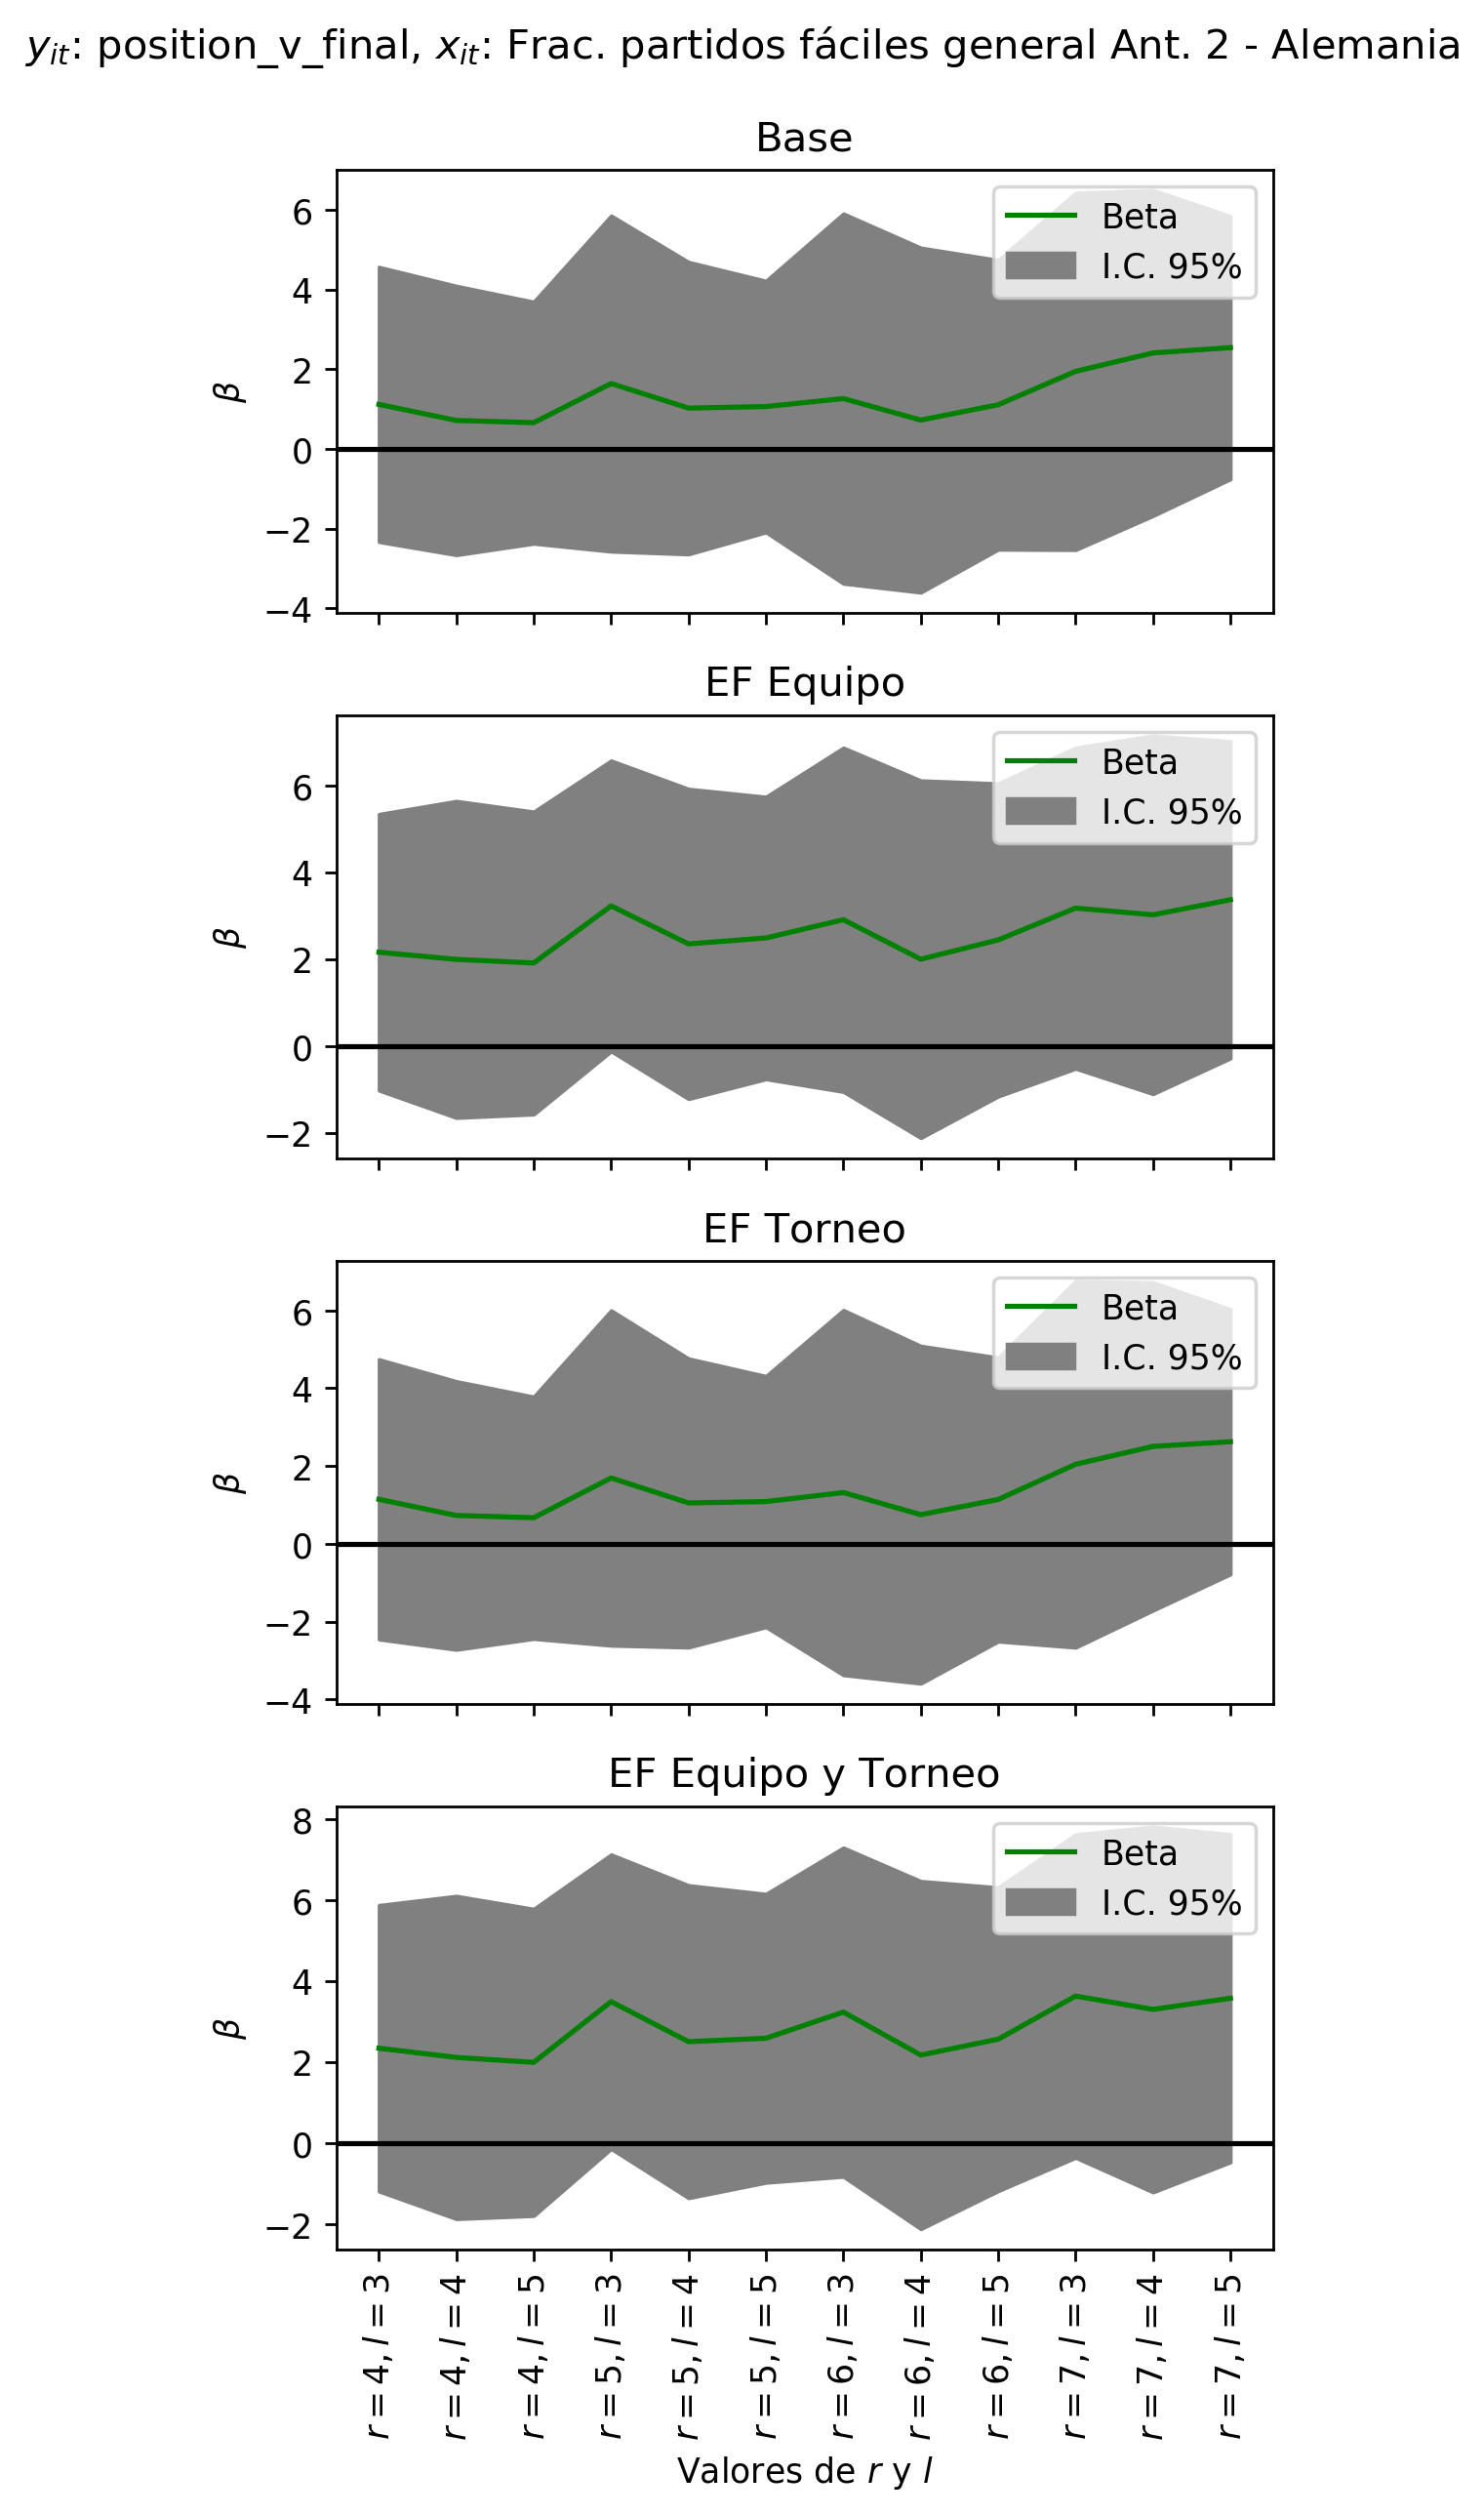 y_it: position_v_final, x_it: Frac. partidos fáciles general Ant. 2 - Alemania
Base
Beta
I.C. 95%
6
4
2
0
−2
−4
β
EF Equipo
Beta
I.C. 95%
6
4
2
0
−2
β
EF Torneo
Beta
I.C. 95%
6
4
2
0
−2
−4
β
EF Equipo y Torneo
Beta
I.C. 95%
8
6
4
2
0
−2
β
r = 4, l = 3
r = 4, l = 4
r = 4, l = 5
r = 5, l = 3
r = 5, l = 4
r = 5, l = 5
r = 6, l = 3
r = 6, l = 4
r = 6, l = 5
r = 7, l = 3
r = 7, l = 4
r = 7, l = 5
Valores de r y l